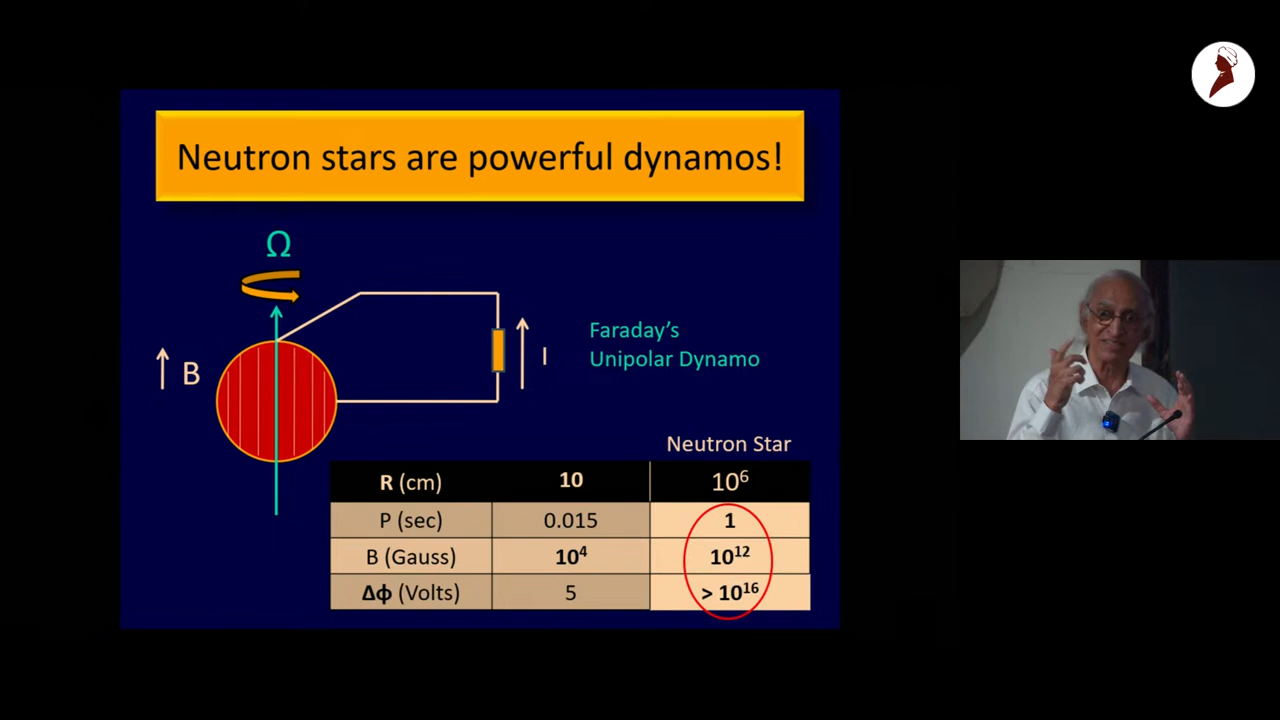 Neutron stars are powerful dynamos!
Ω
B
I
Faraday's
Unipolar Dynamo
Neutron Star
R (cm) 10 10⁶
P (sec) 0.015 1
B (Gauss) 10⁴ 10¹²
Δϕ (Volts) 5 > 10¹⁶